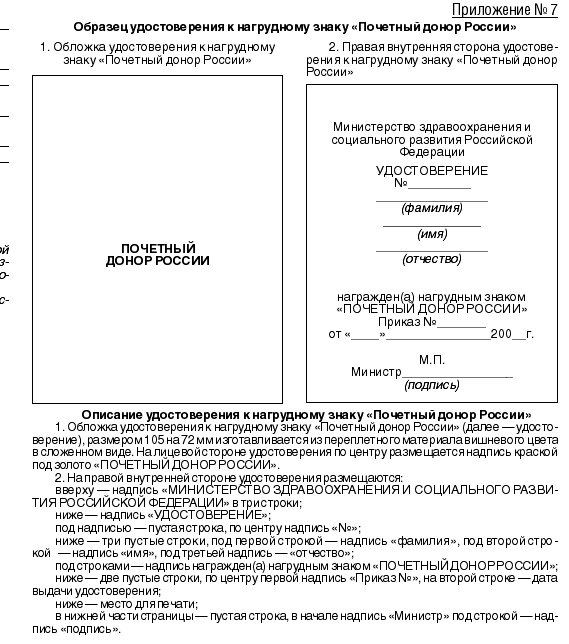 Приложение № 7
Образец удостоверения к нагрудному знаку «Почетный донор России»
1. Обложка удостоверения к нагрудному
знаку «Почетный донор России»
ПОЧЕТНЫЙ
ДОНОР РОССИИ
2. Правая внутренняя сторона удостове-
рения к нагрудному знаку «Почетный донор
России»
Министерство здравоохранения и
социального развития Российской
Федерации
УДОСТОВЕРЕНИЕ
№_________
________________
(фамилия)
______________
(имя)
________________
(отчество)
награжден(а) нагрудным знаком
«ПОЧЕТНЫЙ ДОНОР РОССИИ»
Приказ №_______
от «____»_______________200__г.
М.П.
Министр________________
(подпись)
Описание удостоверения к нагрудному знаку «Почетный донор России»
1. Обложка удостоверения к нагрудному знаку «Почетный донор России» (далее — удосто-
верение), размером 105 на 72 мм изготавливается из переплетного материала вишневого цвета
в сложенном виде. На лицевой стороне удостоверения по центру размещается надпись краской
под золото «ПОЧЕТНЫЙ ДОНОР РОССИИ».
2. На правой внутренней стороне удостоверения размещаются:
вверху — надпись «МИНИСТЕРСТВО ЗДРАВООХРАНЕНИЯ И СОЦИАЛЬНОГО РАЗВИ-
ТИЯ РОССИЙСКОЙ ФЕДЕРАЦИИ» в три строки;
ниже — надпись «УДОСТОВЕРЕНИЕ»;
под надписью — пустая строка, по центру надпись «№»;
ниже — три пустые строки, под первой строкой — надпись «фамилия», под второй стро-
кой — надпись «имя», под третьей надпись — «отчество»;
под строками — надпись награжден(а) нагрудным знаком «ПОЧЕТНЫЙ ДОНОР РОССИИ»;
ниже — две пустые строки, по центру первой надпись «Приказ №», на второй строке — дата
выдачи удостоверения;
ниже — место для печати;
в нижней части страницы — пустая строка, в начале надпись «Министр» под строкой — над-
пись «подпись».